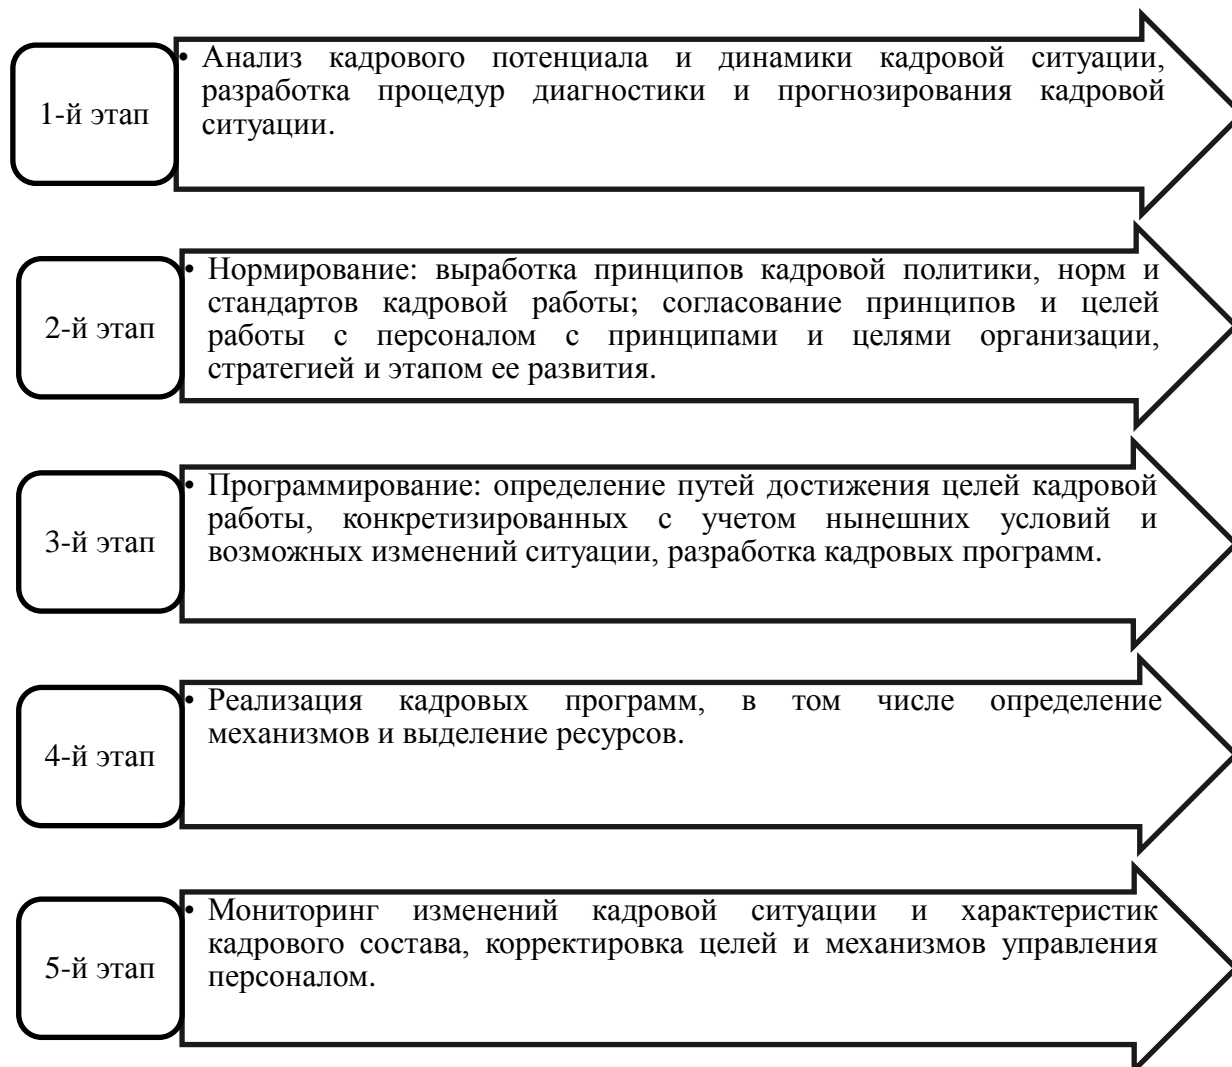 1-й этап
• Анализ кадрового потенциала и динамики кадровой ситуации,
разработка процедур диагностики и прогнозирования кадровой
ситуации.
2-й этап
• Нормирование: выработка принципов кадровой политики, норм и
стандартов кадровой работы; согласование принципов и целей
работы с персоналом с принципами и целями организации,
стратегией и этапом ее развития.
3-й этап
• Программирование: определение путей достижения целей кадровой
работы, конкретизированных с учетом нынешних условий и
возможных изменений ситуации, разработка кадровых программ.
4-й этап
• Реализация кадровых программ, в том числе определение
механизмов и выделение ресурсов.
5-й этап
• Мониторинг изменений кадровой ситуации и характеристик
кадрового состава, корректировка целей и механизмов управления
персоналом.